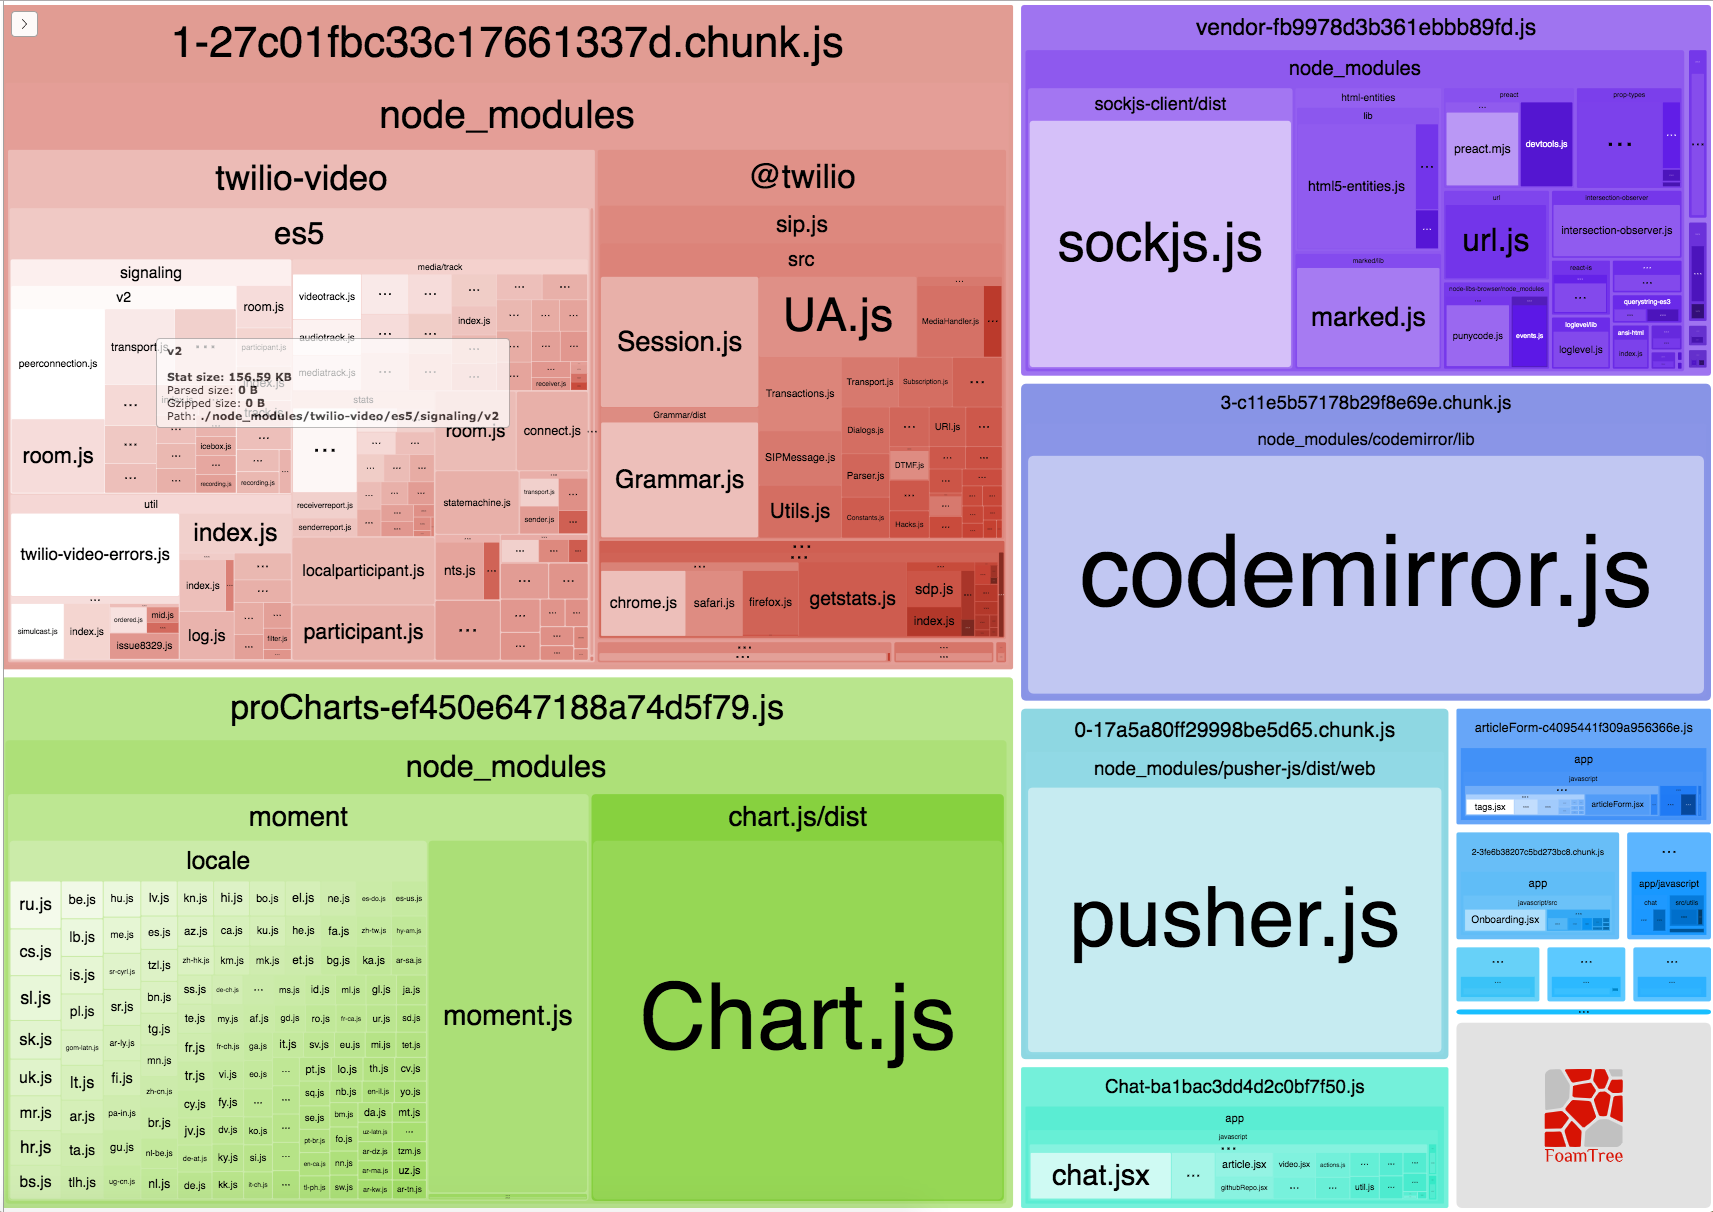 1-27c01fbc33c17661337d.chunk.js
node_modules
twilio-video
es5
signaling
v2
peerconnection.js
transport.js
room.js
room.js
icebox.js
recording.js
recording.js
v2
Stat size: 156.59 KB
Parsed size: 0 B
Gzipped size: 0 B
Path: ./node_modules/twilio-video/es5/signaling/v2
participant.js
index.js
track.js
media/track
videotrack.js
audiotrack.js
mediatrack.js
index.js
receiver.js
stats
room.js
connect.js
receiverreport.js
senderreport.js
statemachine.js
transport.js
sender.js
util
twilio-video-errors.js
index.js
index.js
simulcast.js
index.js
ordered.js
mid.js
issue8329.js
log.js
filter.js
localparticipant.js
nts.js
participant.js
@twilio
sip.js
src
Session.js
UA.js
MediaHandler.js
Transactions.js
Transport.js
Subscription.js
Grammar/dist
Grammar.js
Dialogs.js
URI.js
SIPMessage.js
Parser.js
DTMF.js
Utils.js
Constants.js
Hacks.js
chrome.js
safari.js
firefox.js
getstats.js
sdp.js
index.js
vendor-fb9978d3b361ebbb89fd.js
node_modules
sockjs-client/dist
sockjs.js
html-entities
lib
html5-entities.js
marked/lib
marked.js
preact
preact.mjs
devtools.js
prop-types
url
url.js
intersection-observer
intersection-observer.js
node-libs-browser/node_modules
punycode.js
events.js
react-is
querystring-es3
loglevel/lib
loglevel.js
ansi-html
index.js
3-c11e5b57178b29f8e69e.chunk.js
node_modules/codemirror/lib
codemirror.js
proCharts-ef450e647188a74d5f79.js
node_modules
moment
locale
ru.js be.js hu.js lv.js kn.js hi.js bo.js el.js ne.js es-do.js es-us.js
cs.js lb.js me.js es.js az.js ca.js ku.js he.js fa.js zh-tw.js hy-am.js
is.js sr-cyrl.js tzl.js zh-hk.js km.js mk.js et.js bg.js ka.js ar-sa.js
sl.js pl.js sr.js bn.js ss.js de-ch.js ms.js id.js ml.js gl.js ja.js
tg.js te.js my.js af.js gd.js ro.js fr-ca.js ur.js sd.js
sk.js gom-latn.js ar-ly.js mn.js fr.js fr-ch.js ga.js it.js sv.js eu.js mi.js tet.js
uk.js lt.js fi.js zh-cn.js tr.js vi.js eo.js pt.js lo.js th.js cv.js
mr.js ar.js pa-in.js br.js cy.js fy.js sq.js nb.js en-il.js yo.js
se.js bm.js da.js mt.js
hr.js ta.js gu.js nl-be.js jv.js dv.js ko.js pt-br.js fo.js uz-latn.js
de-at.js ky.js si.js en-ca.js nn.js ar-dz.js tzm.js
ar-ma.js uz.js
bs.js tlh.js ug-cn.js nl.js de.js kk.js it-ch.js tl-ph.js sw.js ar-kw.js ar-tn.js
moment.js
chart.js/dist
Chart.js
0-17a5a80ff29998be5d65.chunk.js
node_modules/pusher-js/dist/web
pusher.js
articleForm-c4095441f309a956366e.js
app
javascript
tags.jsx
articleForm.jsx
2-3fe6b38207c5bd273bc8.chunk.js
app
javascript/src
Onboarding.jsx
app/javascript
chat
src/utils
Chat-ba1bac3dd4d2c0bf7f50.js
app
javascript
chat.jsx
article.jsx
video.jsx
actions.js
githubRepo.jsx
util.js
FoamTree